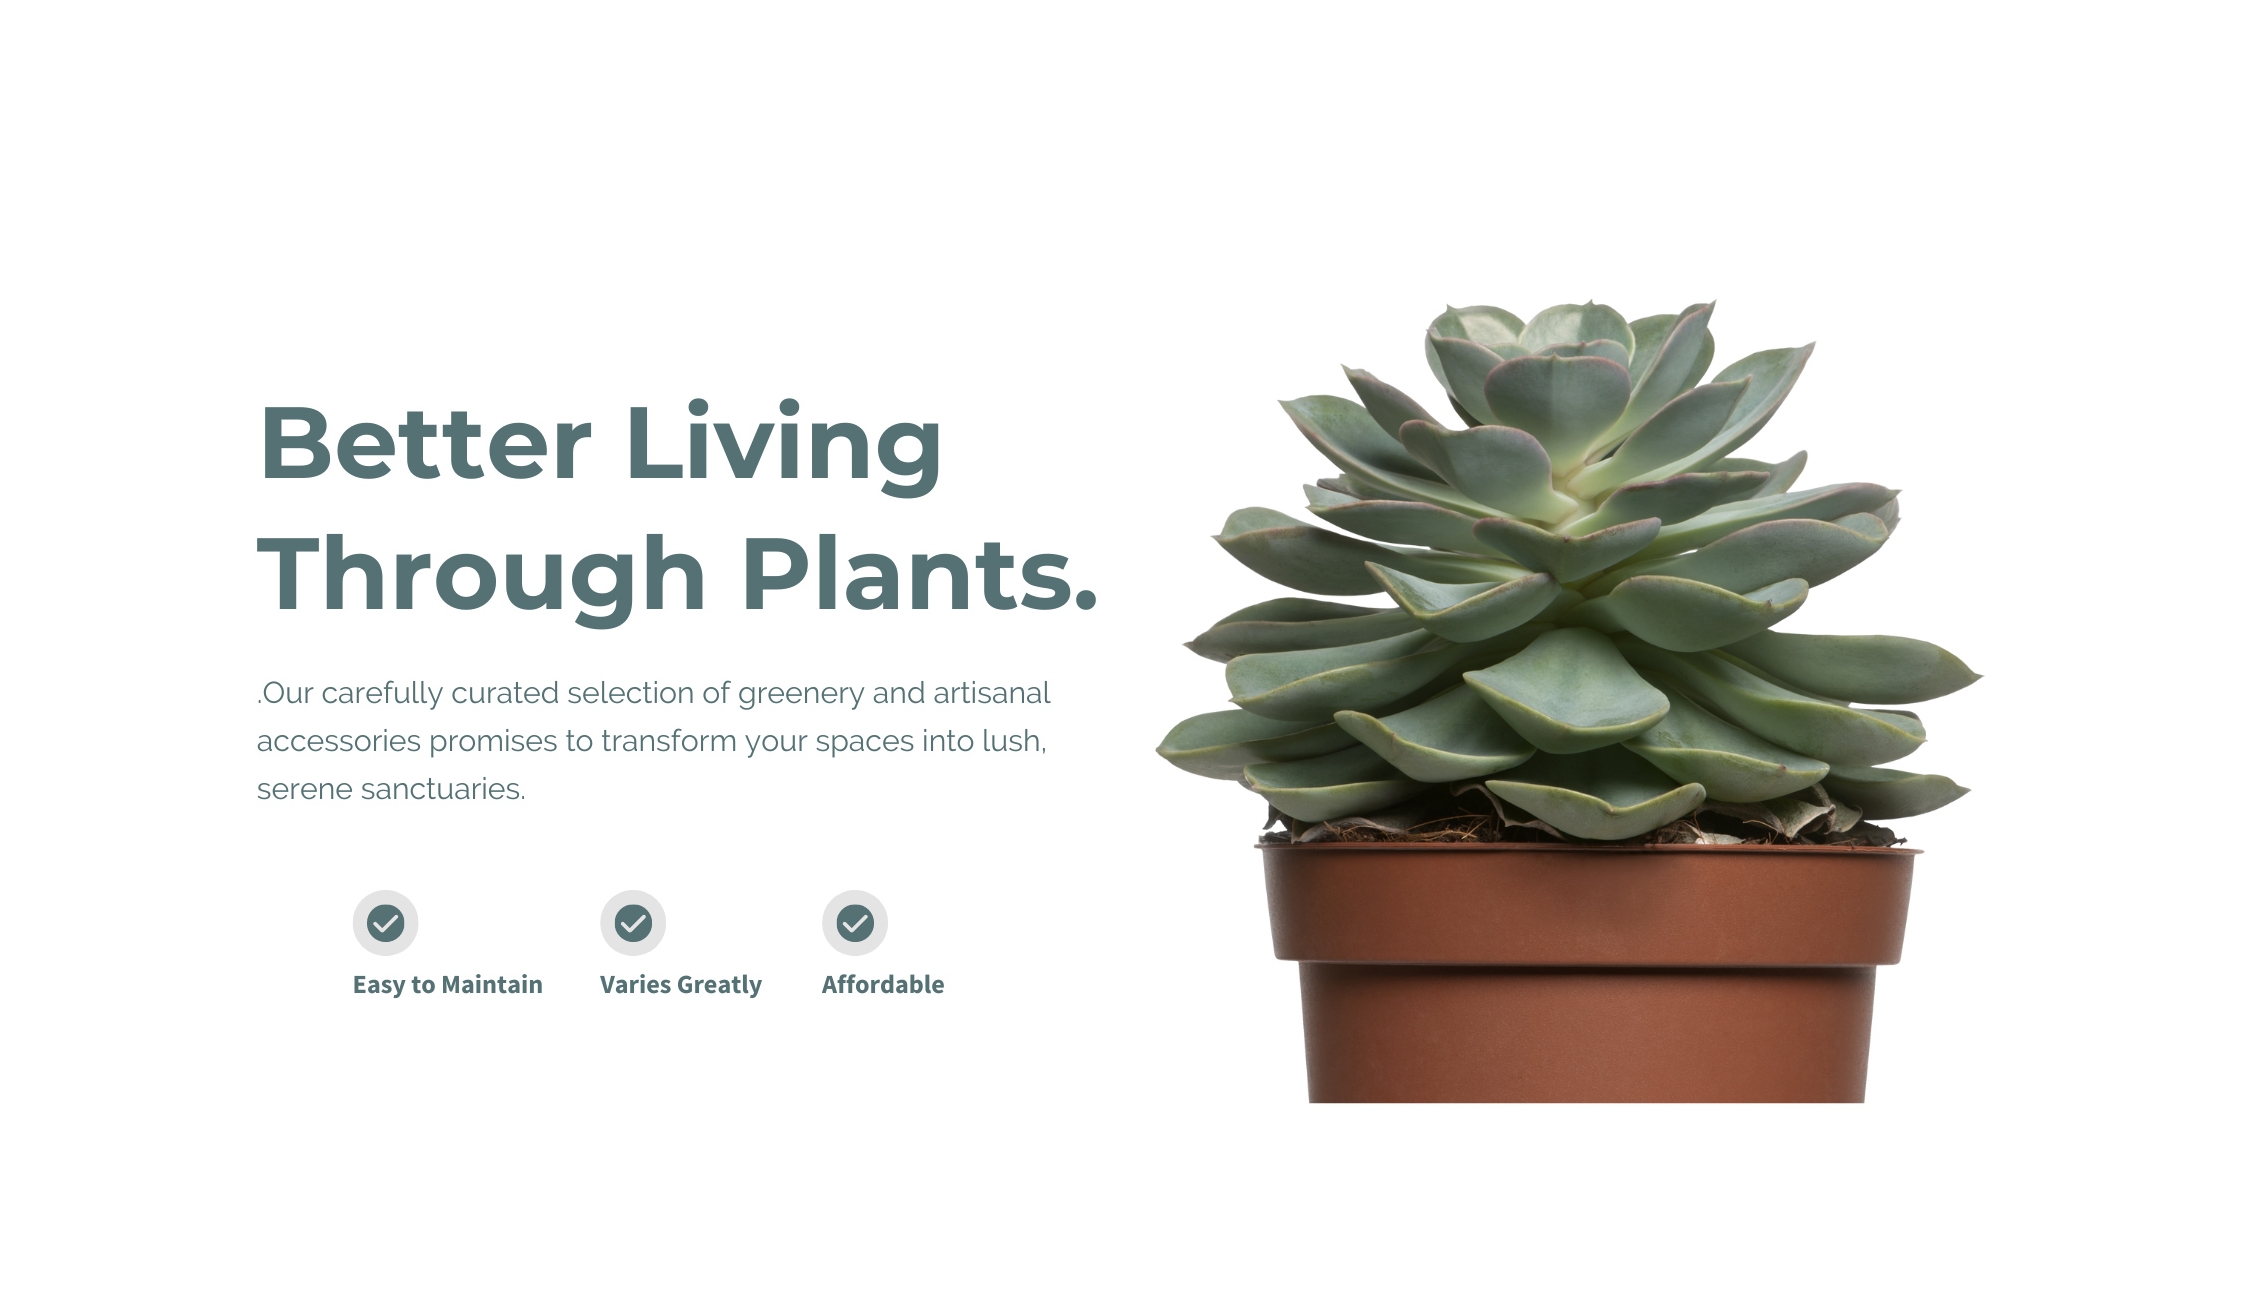 Better Living
Through Plants.
.Our carefully curated selection of greenery and artisanal
accessories promises to transform your spaces into lush,
serene sanctuaries.
Easy to Maintain
Varies Greatly
Affordable